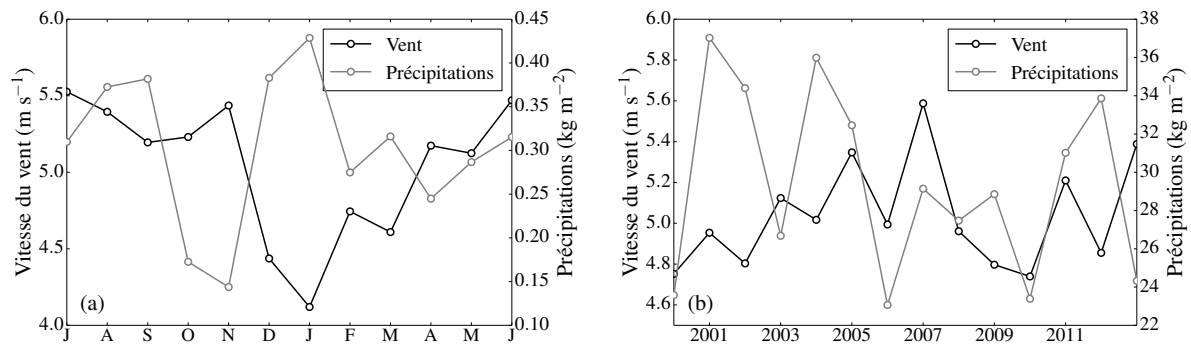 6.0
5.5
5.0
4.5
4.0
Vitesse du vent (m s⁻¹)
0.45
0.40
0.35
0.30
0.25
0.20
0.15
0.10
Précipitations (kg m⁻²)
Vent
Précipitations
(a)
J A S O N D J F M A M J
6.0
5.8
5.6
5.4
5.2
5.0
4.8
4.6
Vitesse du vent (m s⁻¹)
38
36
34
32
30
28
26
24
22
Précipitations (kg m⁻²)
Vent
Précipitations
(b)
2001 2003 2005 2007 2009 2011